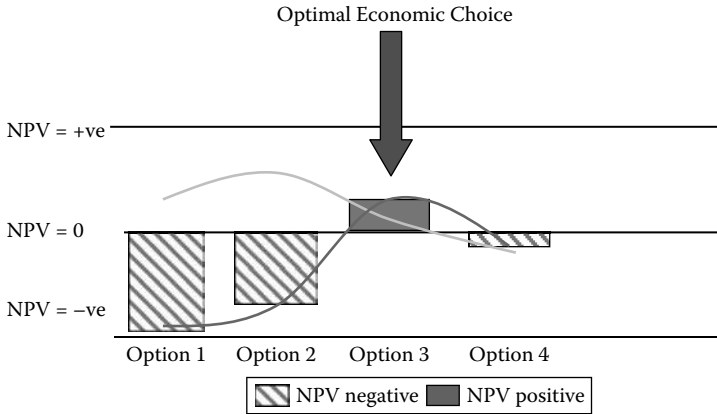 Optimal Economic Choice
NPV = +ve
NPV = 0
NPV = −ve
Option 1 Option 2 Option 3 Option 4
NPV negative NPV positive